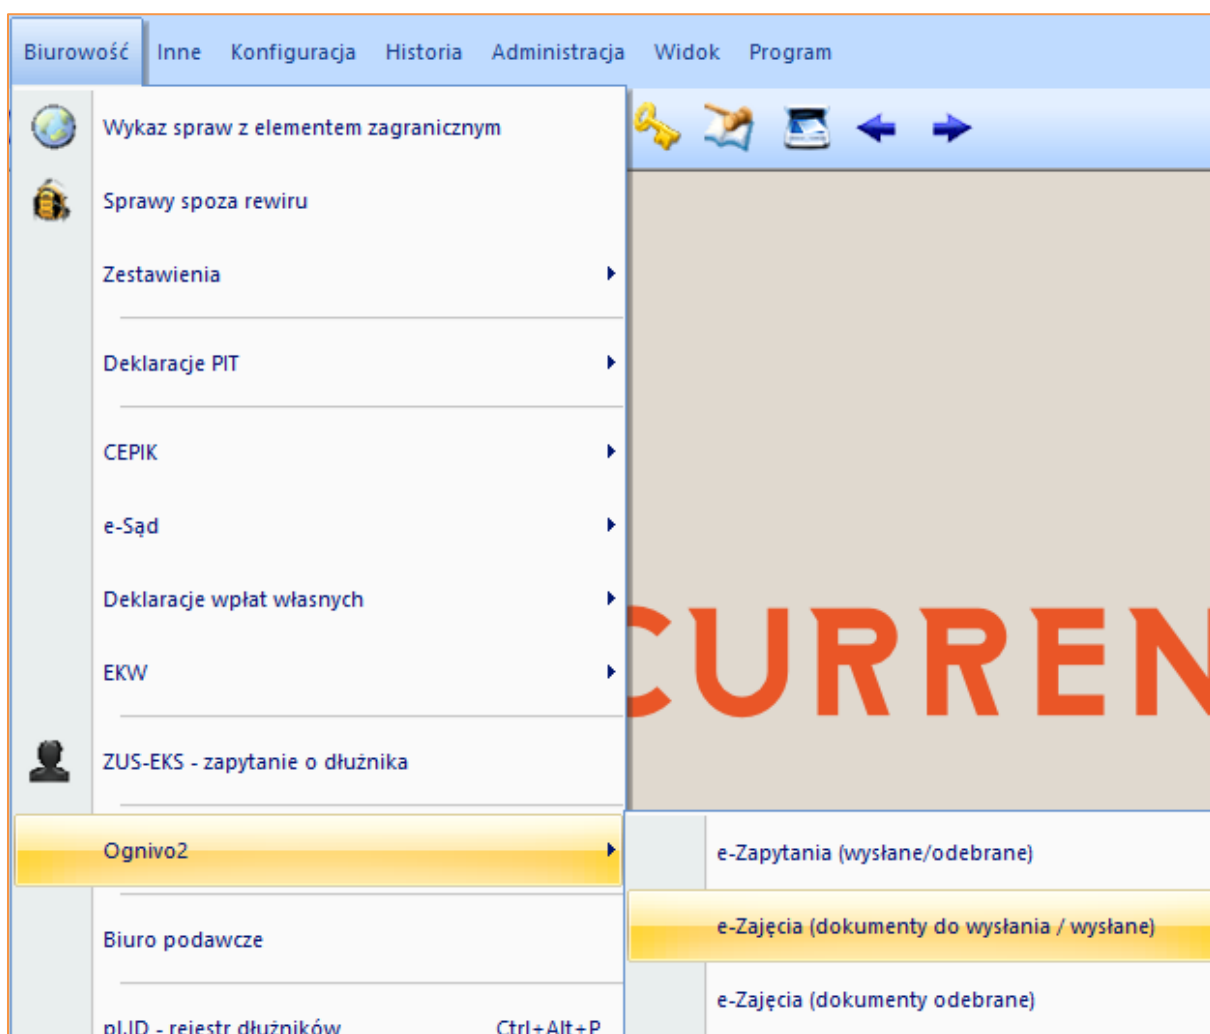 Biurowość Inne Konfiguracja Historia Administracja Widok Program
Wykaz spraw z elementem zagranicznym
Sprawy spoza rewiru
Zestawienia
Deklaracje PIT
CEPIK
e-Sąd
Deklaracje wpłat własnych
EKW
CURREN
ZUS-EKS - zapytanie o dłużnika
Ognivo2
e-Zapytania (wysłane/odebrane)
e-Zajęcia (dokumenty do wysłania / wysłane)
Biuro podawcze
e-Zajęcia (dokumenty odebrane)
pl.ID - rejestr dłużników Ctrl+Alt+P